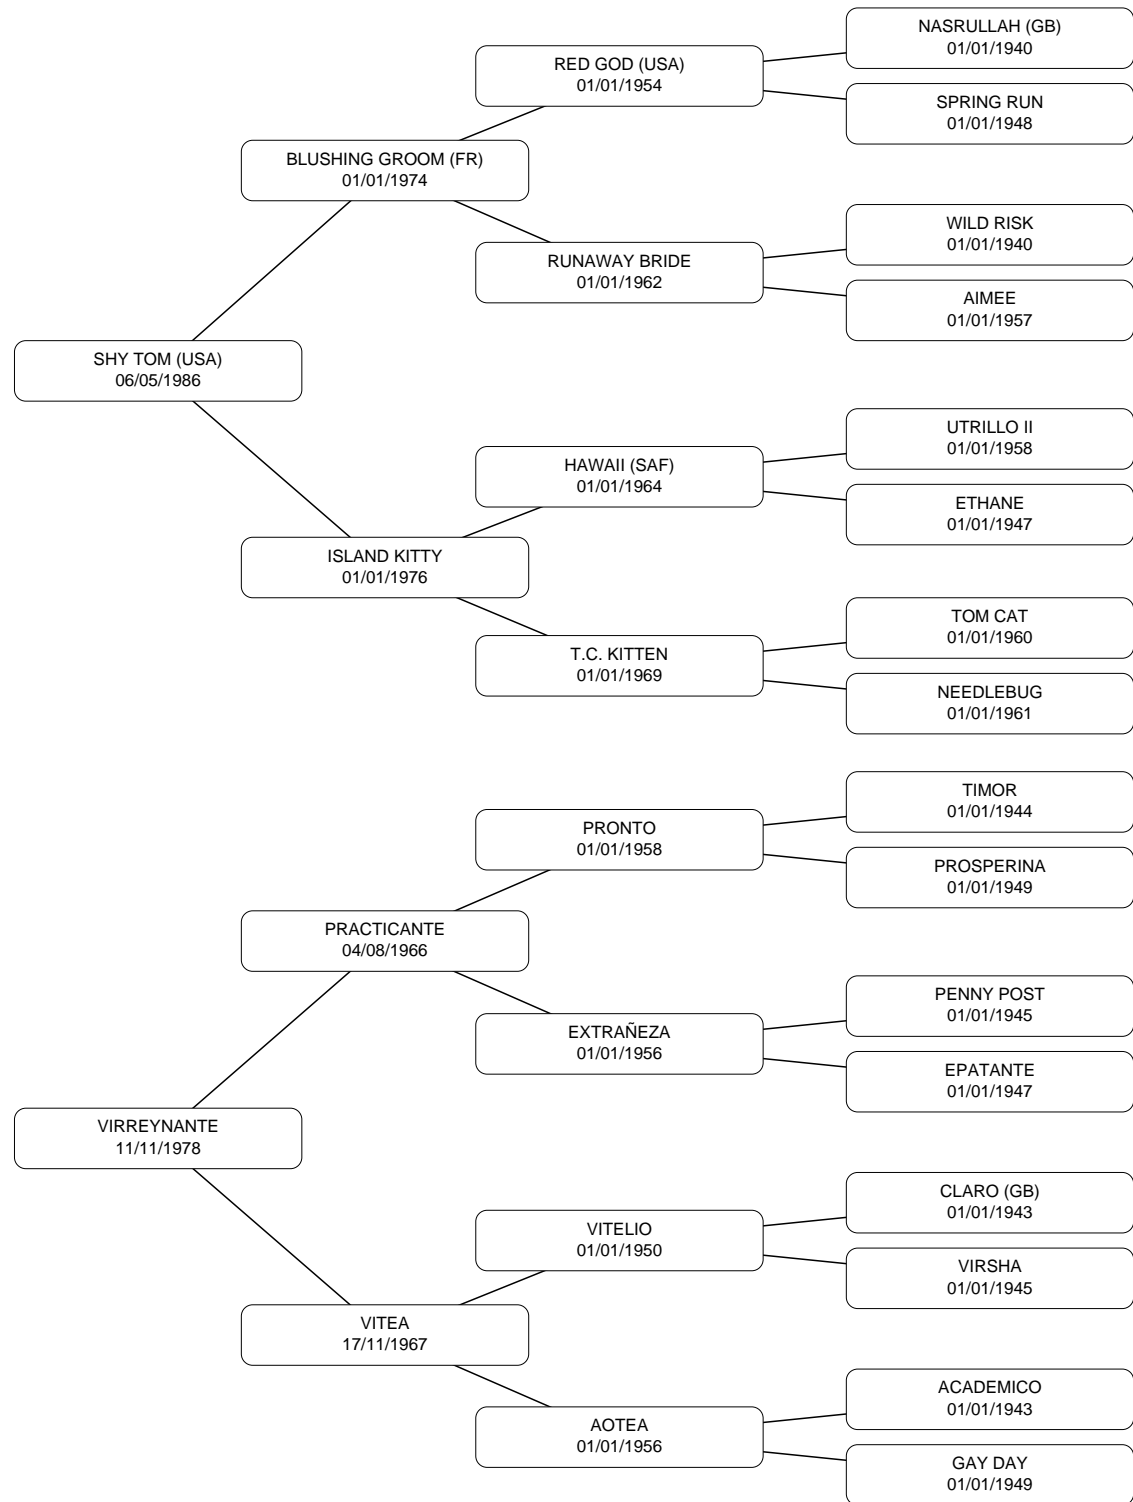 NASRULLAH (GB)
01/01/1940
RED GOD (USA)
01/01/1954
SPRING RUN
01/01/1948
BLUSHING GROOM (FR)
01/01/1974
WILD RISK
01/01/1940
RUNAWAY BRIDE
01/01/1962
AIMEE
01/01/1957
SHY TOM (USA)
06/05/1986
UTRILLO II
01/01/1958
HAWAII (SAF)
01/01/1964
ETHANE
01/01/1947
ISLAND KITTY
01/01/1976
TOM CAT
01/01/1960
T.C. KITTEN
01/01/1969
NEEDLEBUG
01/01/1961
TIMOR
01/01/1944
PRONTO
01/01/1958
PROSPERINA
01/01/1949
PRACTICANTE
04/08/1966
PENNY POST
01/01/1945
EXTRAÑEZA
01/01/1956
EPATANTE
01/01/1947
VIRREYNANTE
11/11/1978
CLARO (GB)
01/01/1943
VITELIO
01/01/1950
VIRSHA
01/01/1945
VITEA
17/11/1967
ACADEMICO
01/01/1943
AOTEA
01/01/1956
GAY DAY
01/01/1949